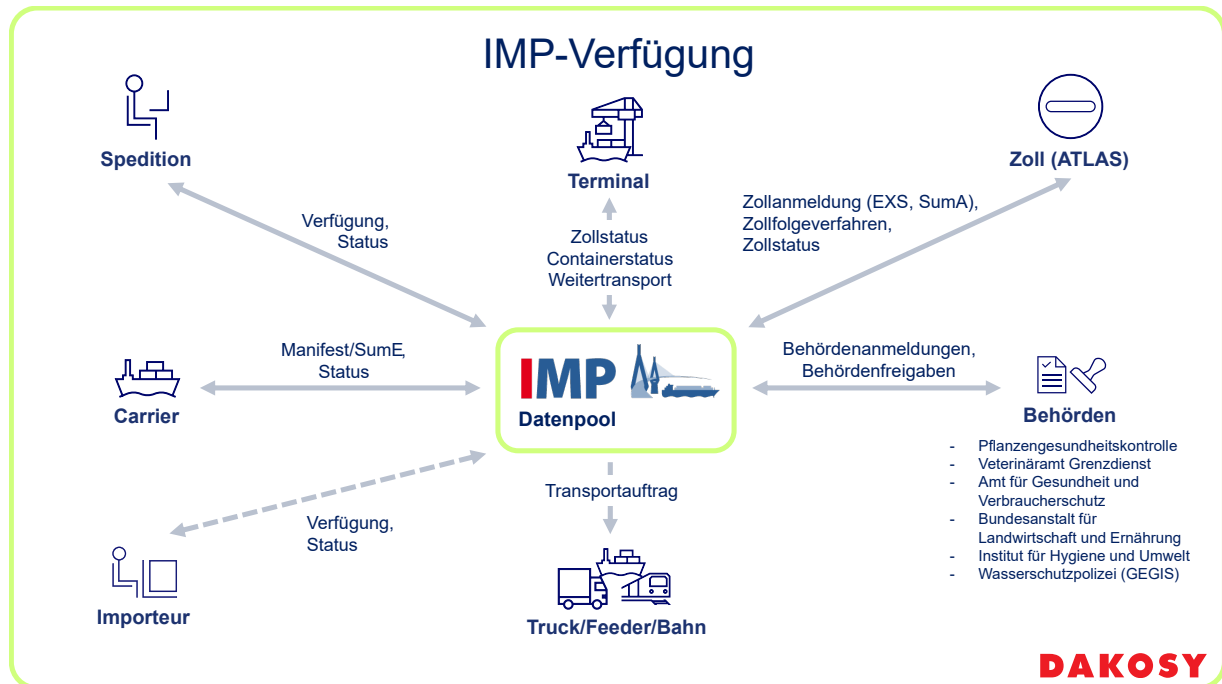 IMP-Verfügung
Spedition
Terminal
Zoll (ATLAS)
Verfügung,
Status
Zollstatus
Containerstatus
Weitertransport
Zollanmeldung (EXS, SumA),
Zollfolgeverfahren,
Zollstatus
Manifest/SumE,
Status
Carrier
IMP
Datenpool
Behördenanmeldungen,
Behördenfreigaben
Behörden
- Pflanzengesundheitskontrolle
- Veterinäramt Grenzdienst
- Amt für Gesundheit und
Verbraucherschutz
- Bundesanstalt für
Landwirtschaft und Ernährung
- Institut für Hygiene und Umwelt
- Wasserschutzpolizei (GEGIS)
Verfügung,
Status
Importeur
Transportauftrag
Truck/Feeder/Bahn
DAKOSY